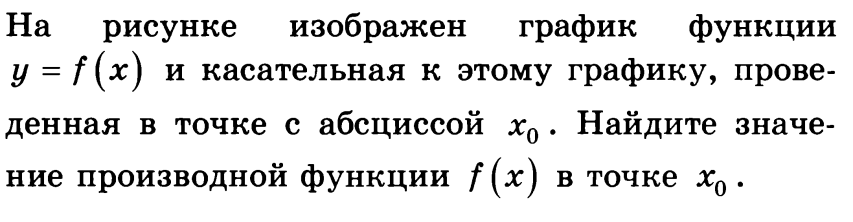 На рисунке изображен график функции
y = f(x) и касательная к этому графику, прове-
денная в точке с абсциссой x₀. Найдите значе-
ние производной функции f(x) в точке x₀.